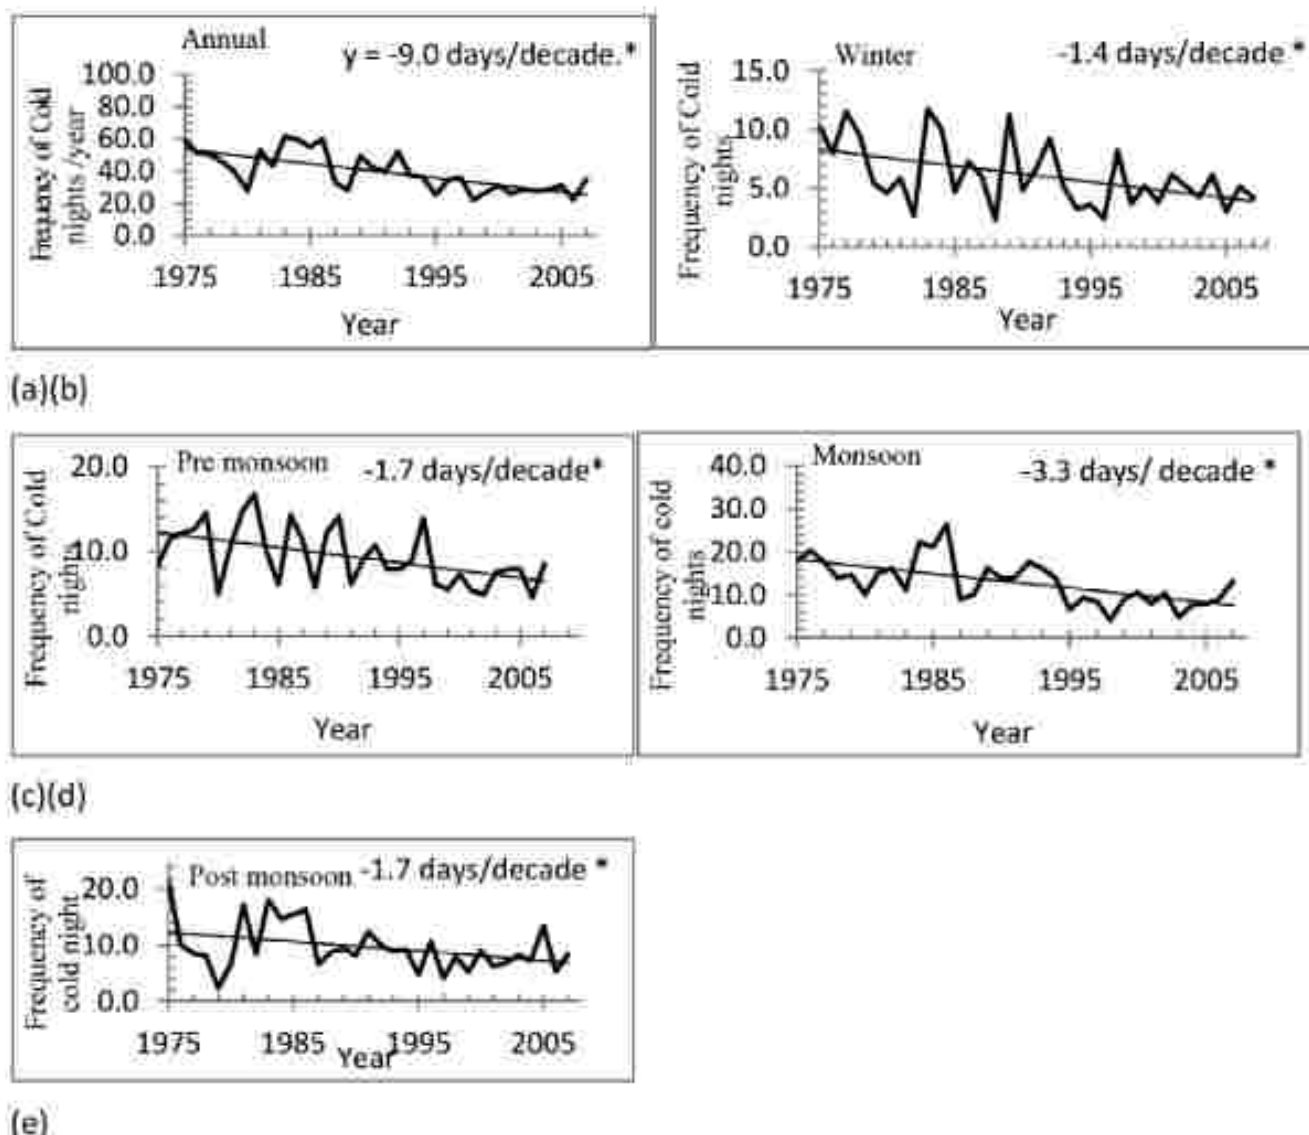 Annual
y = -9.0 days/decade.*
Frequency of Cold
nights /year
100.0
80.0
60.0
40.0
20.0
0.0
1975 1985 1995 2005
Year
Winter
-1.4 days/decade *
Frequency of Cold
nights
15.0
10.0
5.0
0.0
1975 1985 1995 2005
Year
(a)(b)
Pre monsoon
-1.7 days/decade*
Frequency of Cold
nights
20.0
10.0
0.0
1975 1985 1995 2005
Year
Monsoon
-3.3 days/ decade *
Frequency of cold
nights
40.0
30.0
20.0
10.0
0.0
1975 1985 1995 2005
Year
(c)(d)
Post monsoon
-1.7 days/decade *
Frequency of
cold night
20.0
10.0
0.0
1975 1985 1995 2005
Year
(e)